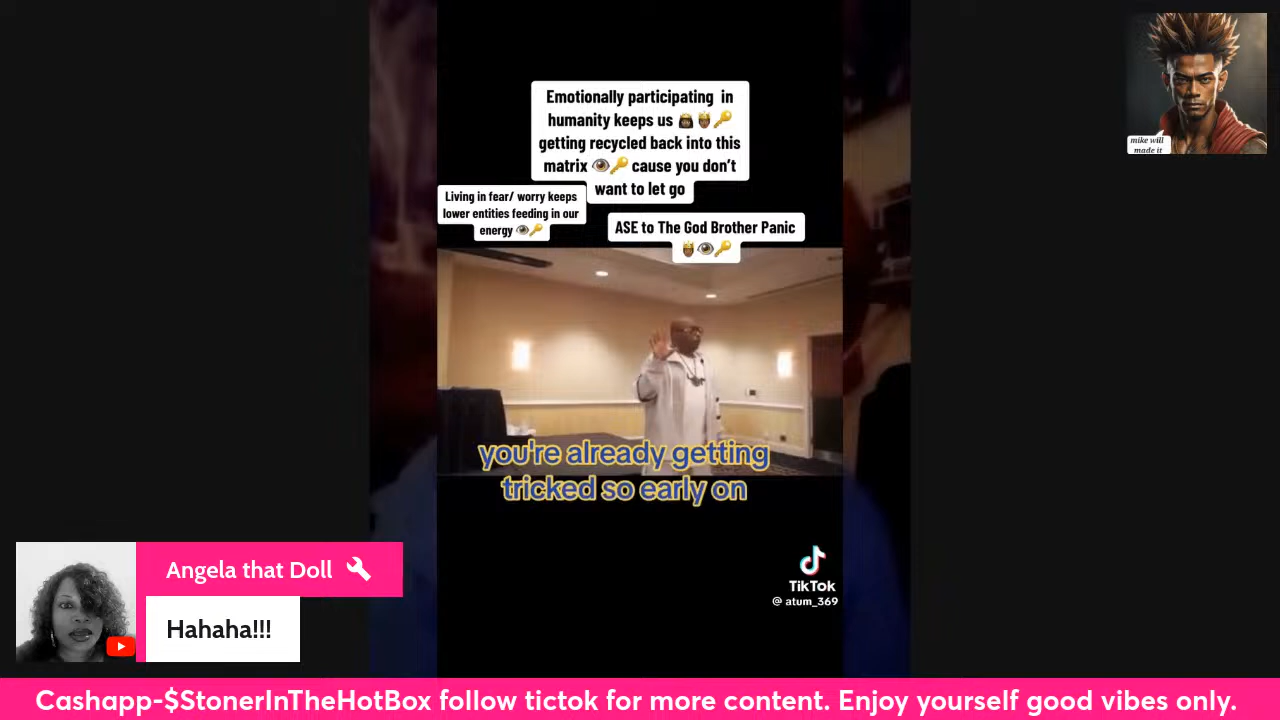 Emotionally participating in
humanity keeps us 👩🏾🤴🏾🔑
getting recycled back into this
matrix 👁️🔑 cause you don't
want to let go
Living in fear/ worry keeps
lower entities feeding in our
energy 👁️🔑
ASE to The God Brother Panic
🤴🏾👁️🔑
you're already getting
tricked so early on
TikTok
@ atum_369
mike will
made it
Angela that Doll
Hahaha!!!
Cashapp-$StonerInTheHotBox follow tictok for more content. Enjoy yourself good vibes only.